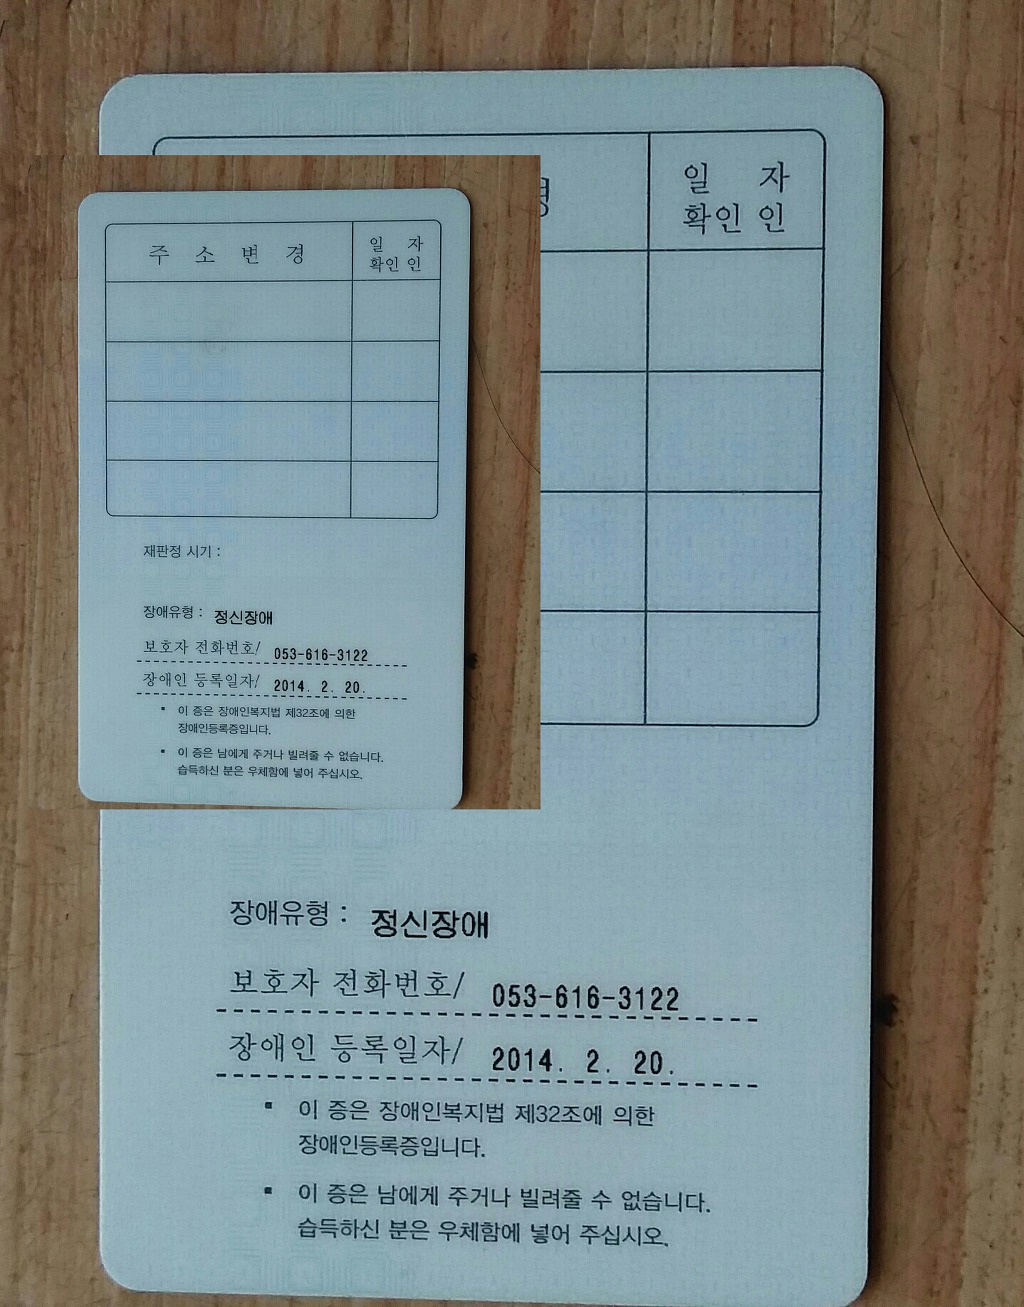 주 소 변 경
일 자
확인 인
재판정 시기 :
장애유형 : 정신장애
보호자 전화번호/ 053-616-3122
장애인 등록일자/ 2014. 2. 20.
▪ 이 증은 장애인복지법 제32조에 의한
장애인등록증입니다.
▪ 이 증은 남에게 주거나 빌려줄 수 없습니다.
습득하신 분은 우체함에 넣어 주십시오.
일 자
확인 인
장애유형 : 정신장애
보호자 전화번호/ 053-616-3122
장애인 등록일자/ 2014. 2. 20.
▪ 이 증은 장애인복지법 제32조에 의한
장애인등록증입니다.
▪ 이 증은 남에게 주거나 빌려줄 수 없습니다.
습득하신 분은 우체함에 넣어 주십시오.